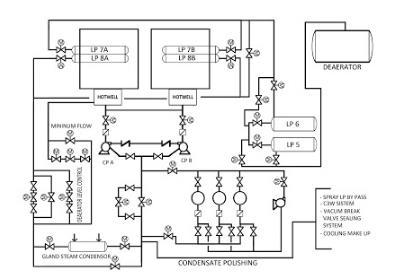 LP 7A
LP 8A
LP 7B
LP 8B
HOTWELL
HOTWELL
DEAERATOR
MINIMUM FLOW
LP 6
LP 5
CP A
CP B
DEAERATOR LEVEL CONTROL
GLAND STEAM CONDENSOR
CONDENSATE POLISHING
- SPRAY LP BY PASS
- CJW SISTEM
- VACUM BREAK
VALVE SEALING
SYSTEM
- COOLING MAKE UP